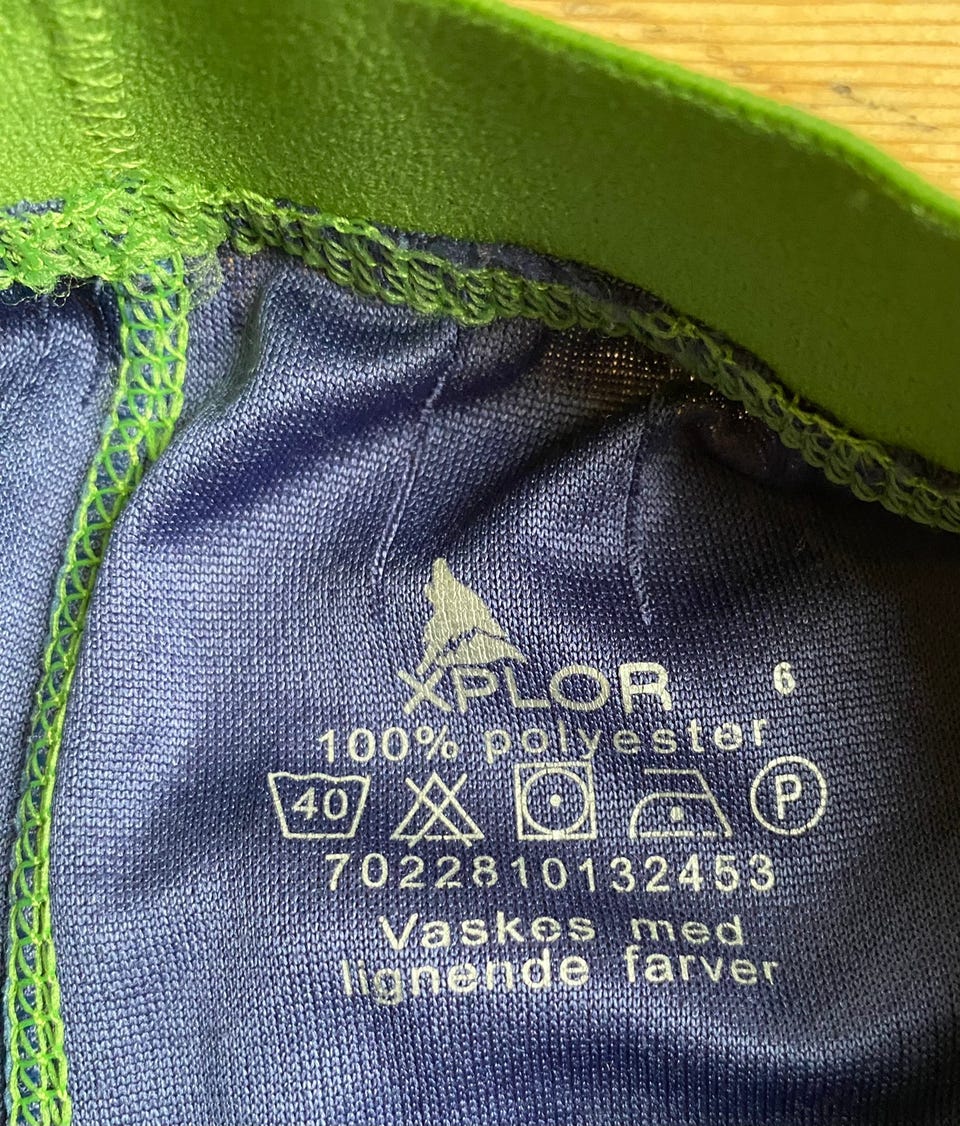 XPLOR 6
100% polyester
40 P
7022810132453
Vaskes med
lignende farver